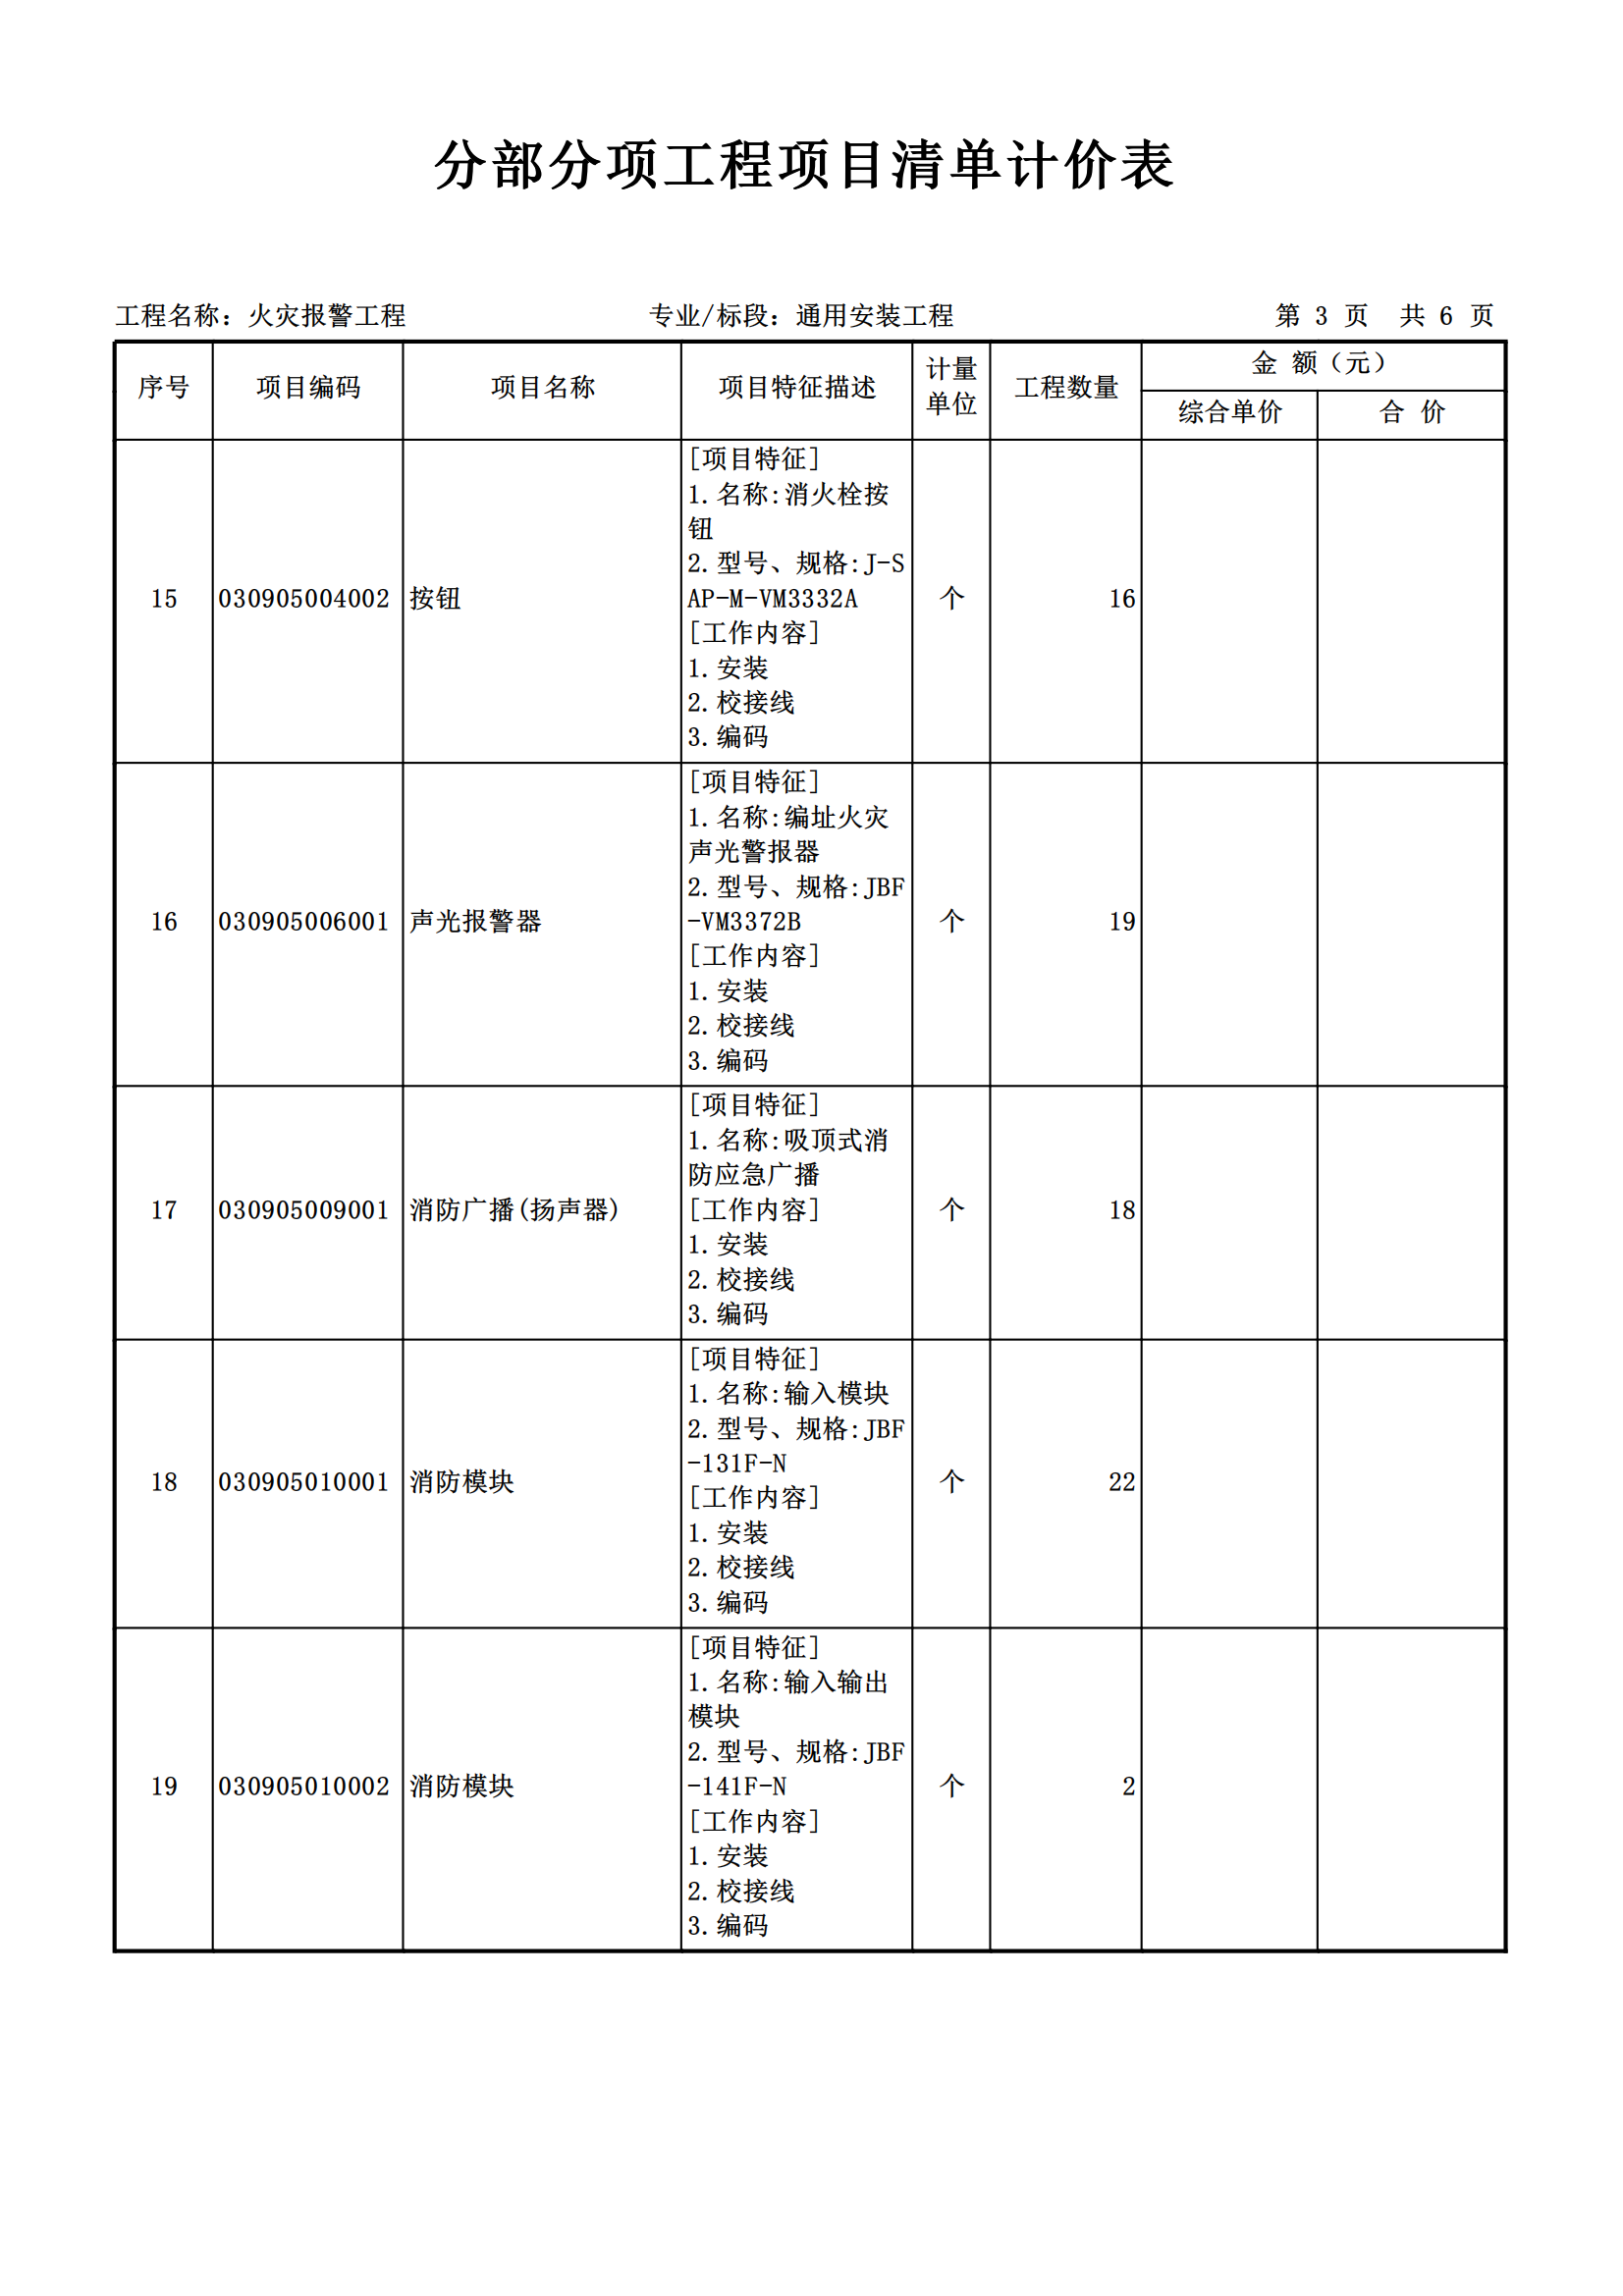 分部分项工程项目清单计价表
工程名称：火灾报警工程 专业/标段：通用安装工程 第 3 页 共 6 页
序号 项目编码 项目名称 项目特征描述 计量单位 工程数量 金 额（元）
综合单价 合 价
[项目特征]
1.名称:消火栓按
钮
2.型号、规格:J-S
15 030905004002 按钮 AP-M-VM3332A 个 16
[工作内容]
1.安装
2.校接线
3.编码
[项目特征]
1.名称:编址火灾
声光警报器
2.型号、规格:JBF
16 030905006001 声光报警器 -VM3372B 个 19
[工作内容]
1.安装
2.校接线
3.编码
[项目特征]
1.名称:吸顶式消
防应急广播
17 030905009001 消防广播(扬声器) [工作内容] 个 18
1.安装
2.校接线
3.编码
[项目特征]
1.名称:输入模块
2.型号、规格:JBF
-131F-N
18 030905010001 消防模块 [工作内容] 个 22
1.安装
2.校接线
3.编码
[项目特征]
1.名称:输入输出
模块
2.型号、规格:JBF
19 030905010002 消防模块 -141F-N 个 2
[工作内容]
1.安装
2.校接线
3.编码